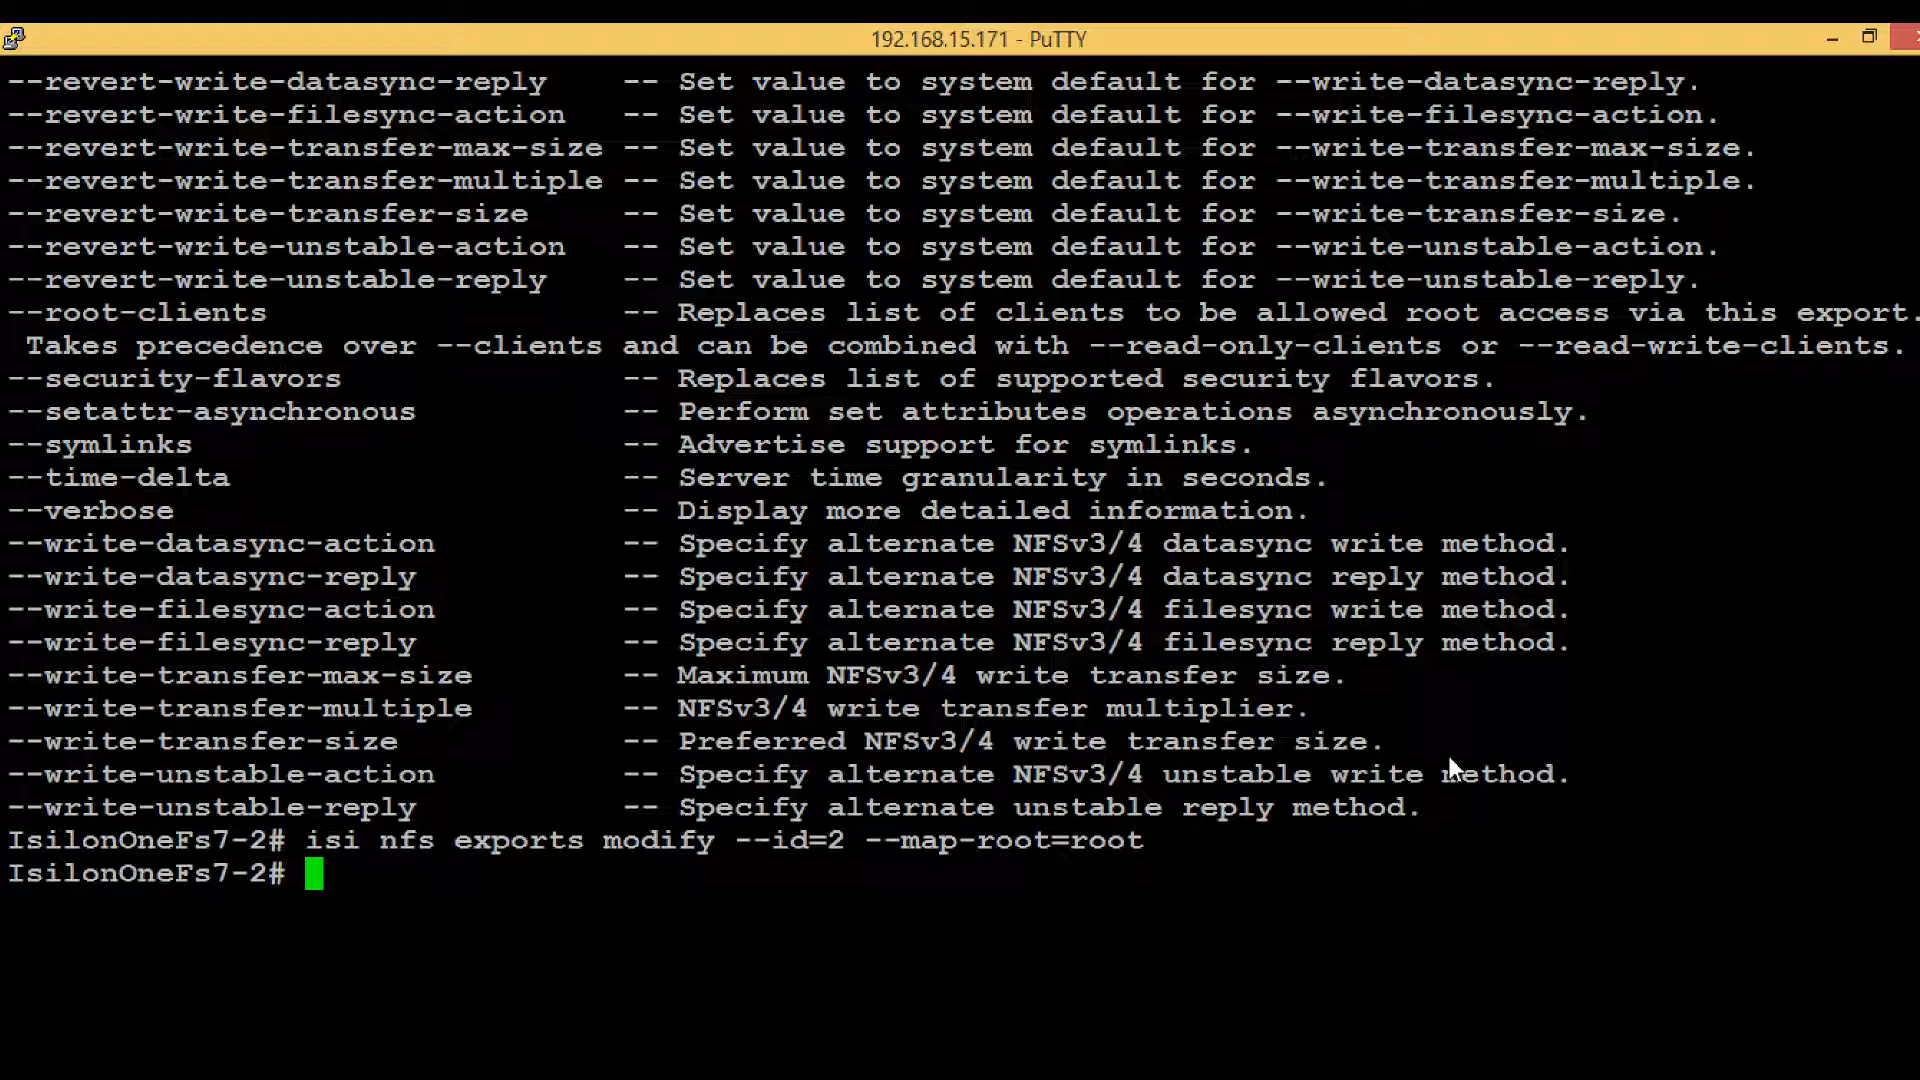 192.168.15.171 - PuTTY
--revert-write-datasync-reply -- Set value to system default for --write-datasync-reply.
--revert-write-filesync-action -- Set value to system default for --write-filesync-action.
--revert-write-transfer-max-size -- Set value to system default for --write-transfer-max-size.
--revert-write-transfer-multiple -- Set value to system default for --write-transfer-multiple.
--revert-write-transfer-size -- Set value to system default for --write-transfer-size.
--revert-write-unstable-action -- Set value to system default for --write-unstable-action.
--revert-write-unstable-reply -- Set value to system default for --write-unstable-reply.
--root-clients -- Replaces list of clients to be allowed root access via this export.
Takes precedence over --clients and can be combined with --read-only-clients or --read-write-clients.
--security-flavors -- Replaces list of supported security flavors.
--setattr-asynchronous -- Perform set attributes operations asynchronously.
--symlinks -- Advertise support for symlinks.
--time-delta -- Server time granularity in seconds.
--verbose -- Display more detailed information.
--write-datasync-action -- Specify alternate NFSv3/4 datasync write method.
--write-datasync-reply -- Specify alternate NFSv3/4 datasync reply method.
--write-filesync-action -- Specify alternate NFSv3/4 filesync write method.
--write-filesync-reply -- Specify alternate NFSv3/4 filesync reply method.
--write-transfer-max-size -- Maximum NFSv3/4 write transfer size.
--write-transfer-multiple -- NFSv3/4 write transfer multiplier.
--write-transfer-size -- Preferred NFSv3/4 write transfer size.
--write-unstable-action -- Specify alternate NFSv3/4 unstable write method.
--write-unstable-reply -- Specify alternate unstable reply method.
IsilonOneFs7-2# isi nfs exports modify --id=2 --map-root=root
IsilonOneFs7-2#